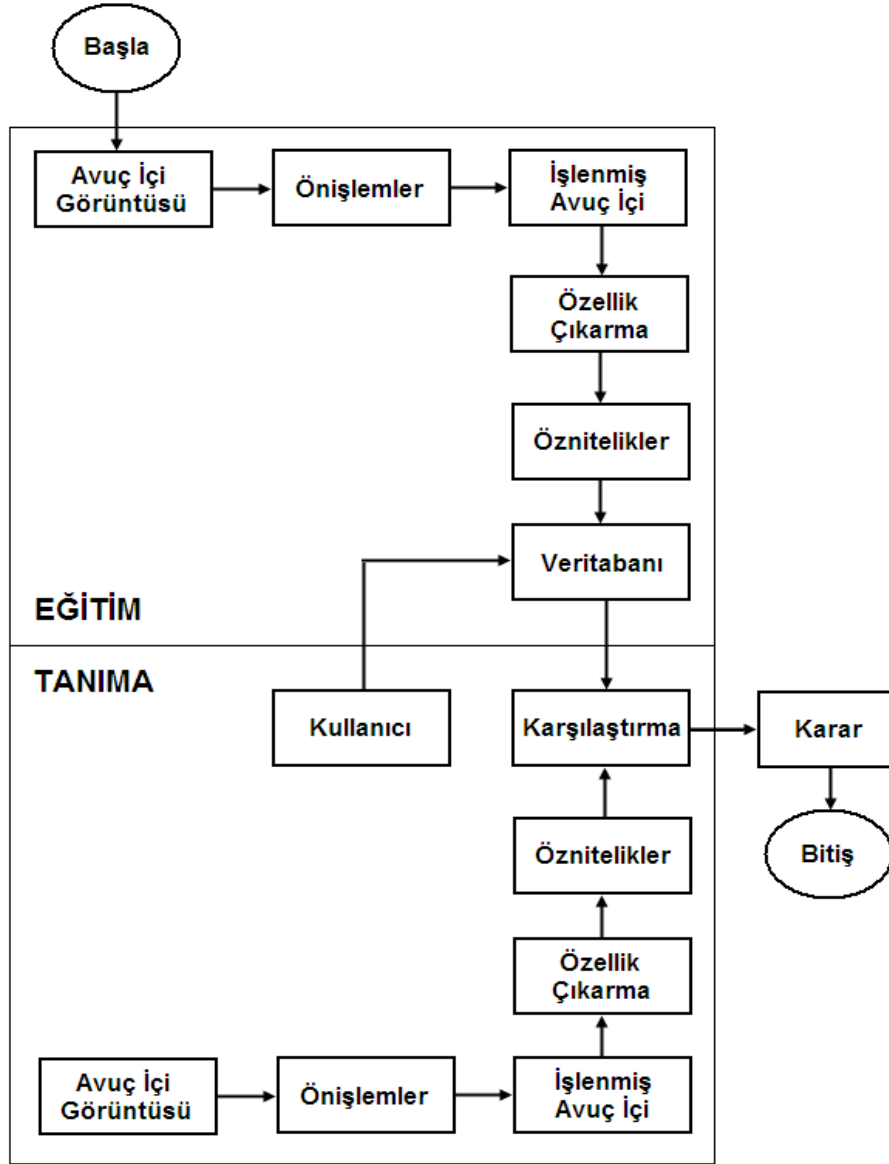 Başla
Avuç İçi
Görüntüsü
Önişlemler
İşlenmiş
Avuç İçi
Özellik
Çıkarma
Öznitelikler
Veritabanı
EĞİTİM
TANIMA
Kullanıcı
Karşılaştırma
Karar
Öznitelikler
Bitiş
Özellik
Çıkarma
Avuç İçi
Görüntüsü
Önişlemler
İşlenmiş
Avuç İçi